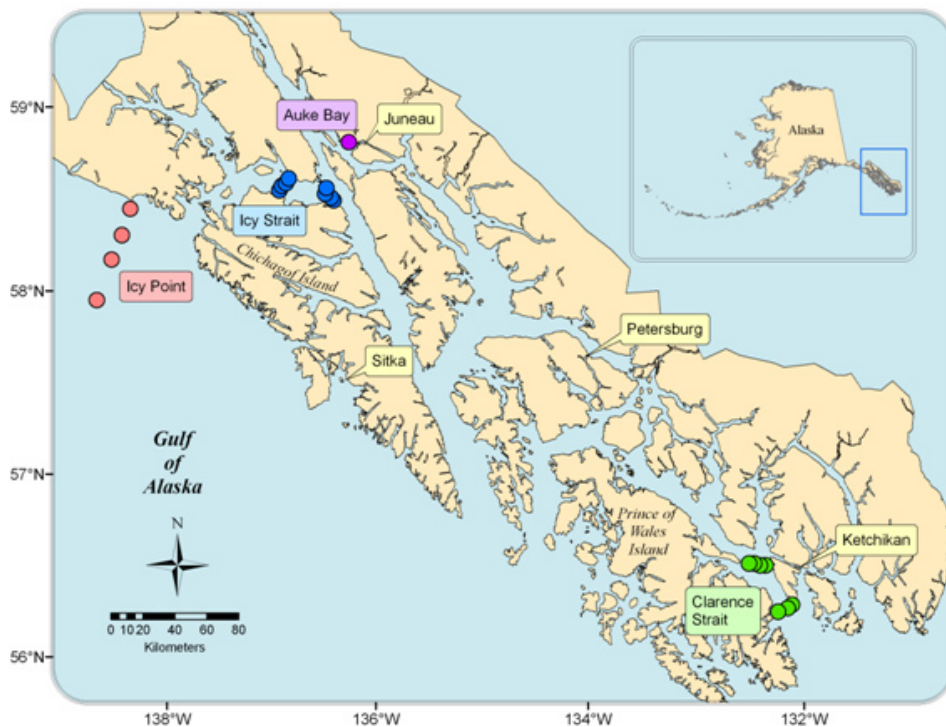 59°N
58°N
57°N
56°N
138°W
136°W
134°W
132°W
Auke Bay
Juneau
Alaska
Icy Strait
Chichagof Island
Icy Point
Petersburg
Sitka
Gulf
of
Alaska
N
Prince of
Wales
Island
Ketchikan
Clarence
Strait
0 10 20 40 60 80
Kilometers